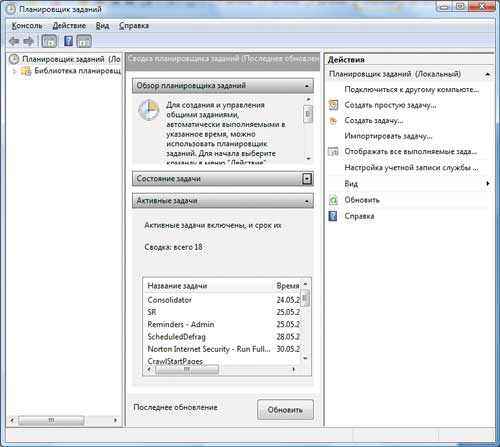 Планировщик заданий
Консоль Действие Вид Справка
Планировщик заданий (Ло
Библиотека планировщ
Сводка планировщика заданий (Последнее обновлен
Обзор планировщика заданий
Для создания и управления
общими заданиями,
автоматически выполняемыми в
указанное время, можно
использовать планировщик
заданий. Для начала выберите
команду в меню "Действие"
Состояние задачи
Активные задачи
Активные задачи включены, и срок их
Сводка: всего 18
Название задачи Время
Consolidator 24.05.2
SR 25.05.2
Reminders - Admin 25.05.2
ScheduledDefrag 28.05.2
Norton Internet Security - Run Full... 30.05.2
CrawlStartPages
Последнее обновление
Обновить
Действия
Планировщик заданий (Локальный)
Подключиться к другому компьюте...
Создать простую задачу...
Создать задачу...
Импортировать задачу...
Отображать все выполняемые зада...
Настройка учетной записи службы ...
Вид
Обновить
Справка